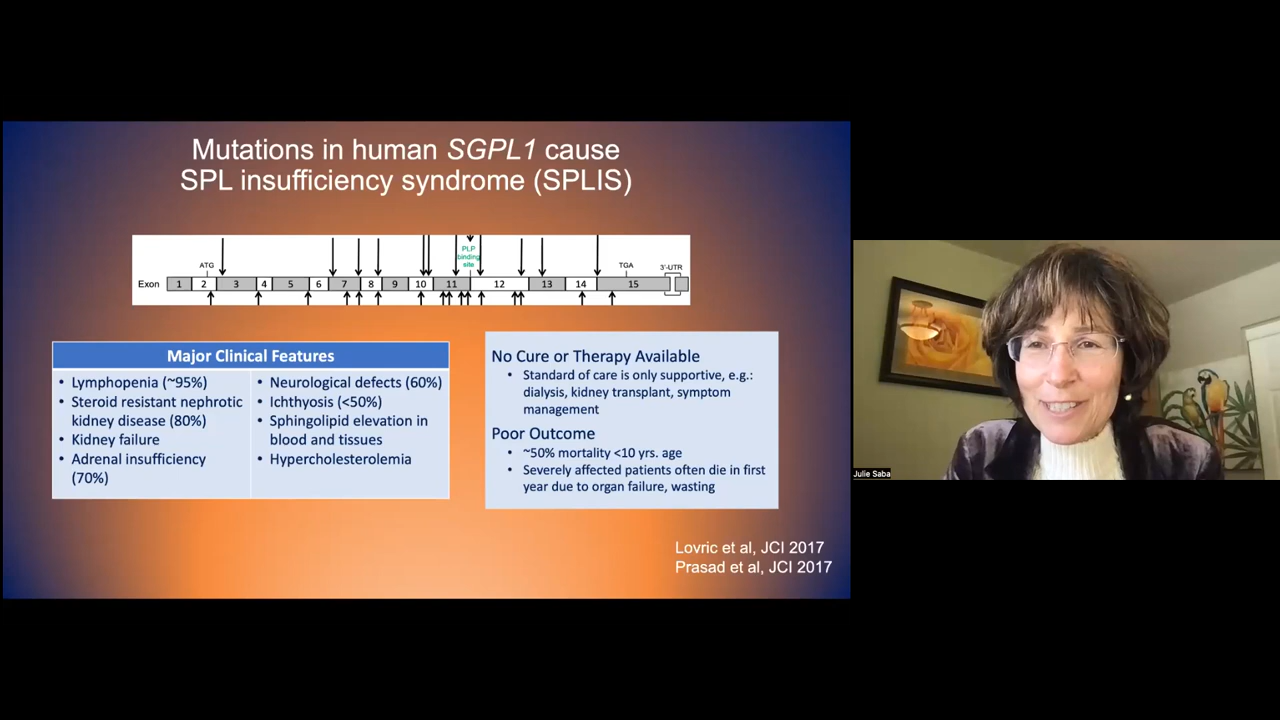 Mutations in human SGPL1 cause
SPL insufficiency syndrome (SPLIS)
PLP
binding
site
ATG
TGA
3'-UTR
Exon 1 2 3 4 5 6 7 8 9 10 11 12 13 14 15
Major Clinical Features
• Lymphopenia (~95%)
• Steroid resistant nephrotic
kidney disease (80%)
• Kidney failure
• Adrenal insufficiency
(70%)
• Neurological defects (60%)
• Ichthyosis (<50%)
• Sphingolipid elevation in
blood and tissues
• Hypercholesterolemia
No Cure or Therapy Available
• Standard of care is only supportive, e.g.:
dialysis, kidney transplant, symptom
management
Poor Outcome
• ~50% mortality <10 yrs. age
• Severely affected patients often die in first
year due to organ failure, wasting
Lovric et al, JCI 2017
Prasad et al, JCI 2017
Julie Saba